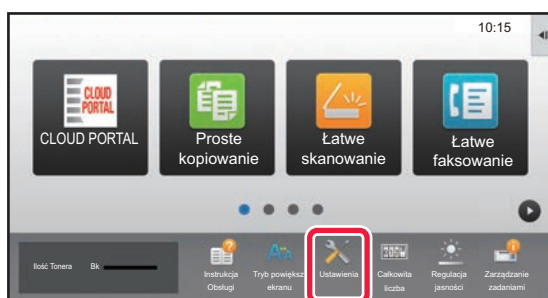 10:15
CLOUD
PORTAL
CLOUD PORTAL
Proste
kopiowanie
Łatwe
skanowanie
Łatwe
faksowanie
Ilość Tonera
Bk
Instrukcja
Obsługi
Tryb powiększ
ekranu
Ustawienia
Całkowita
liczba
Regulacja
jasności
Zarządzanie
zadaniami